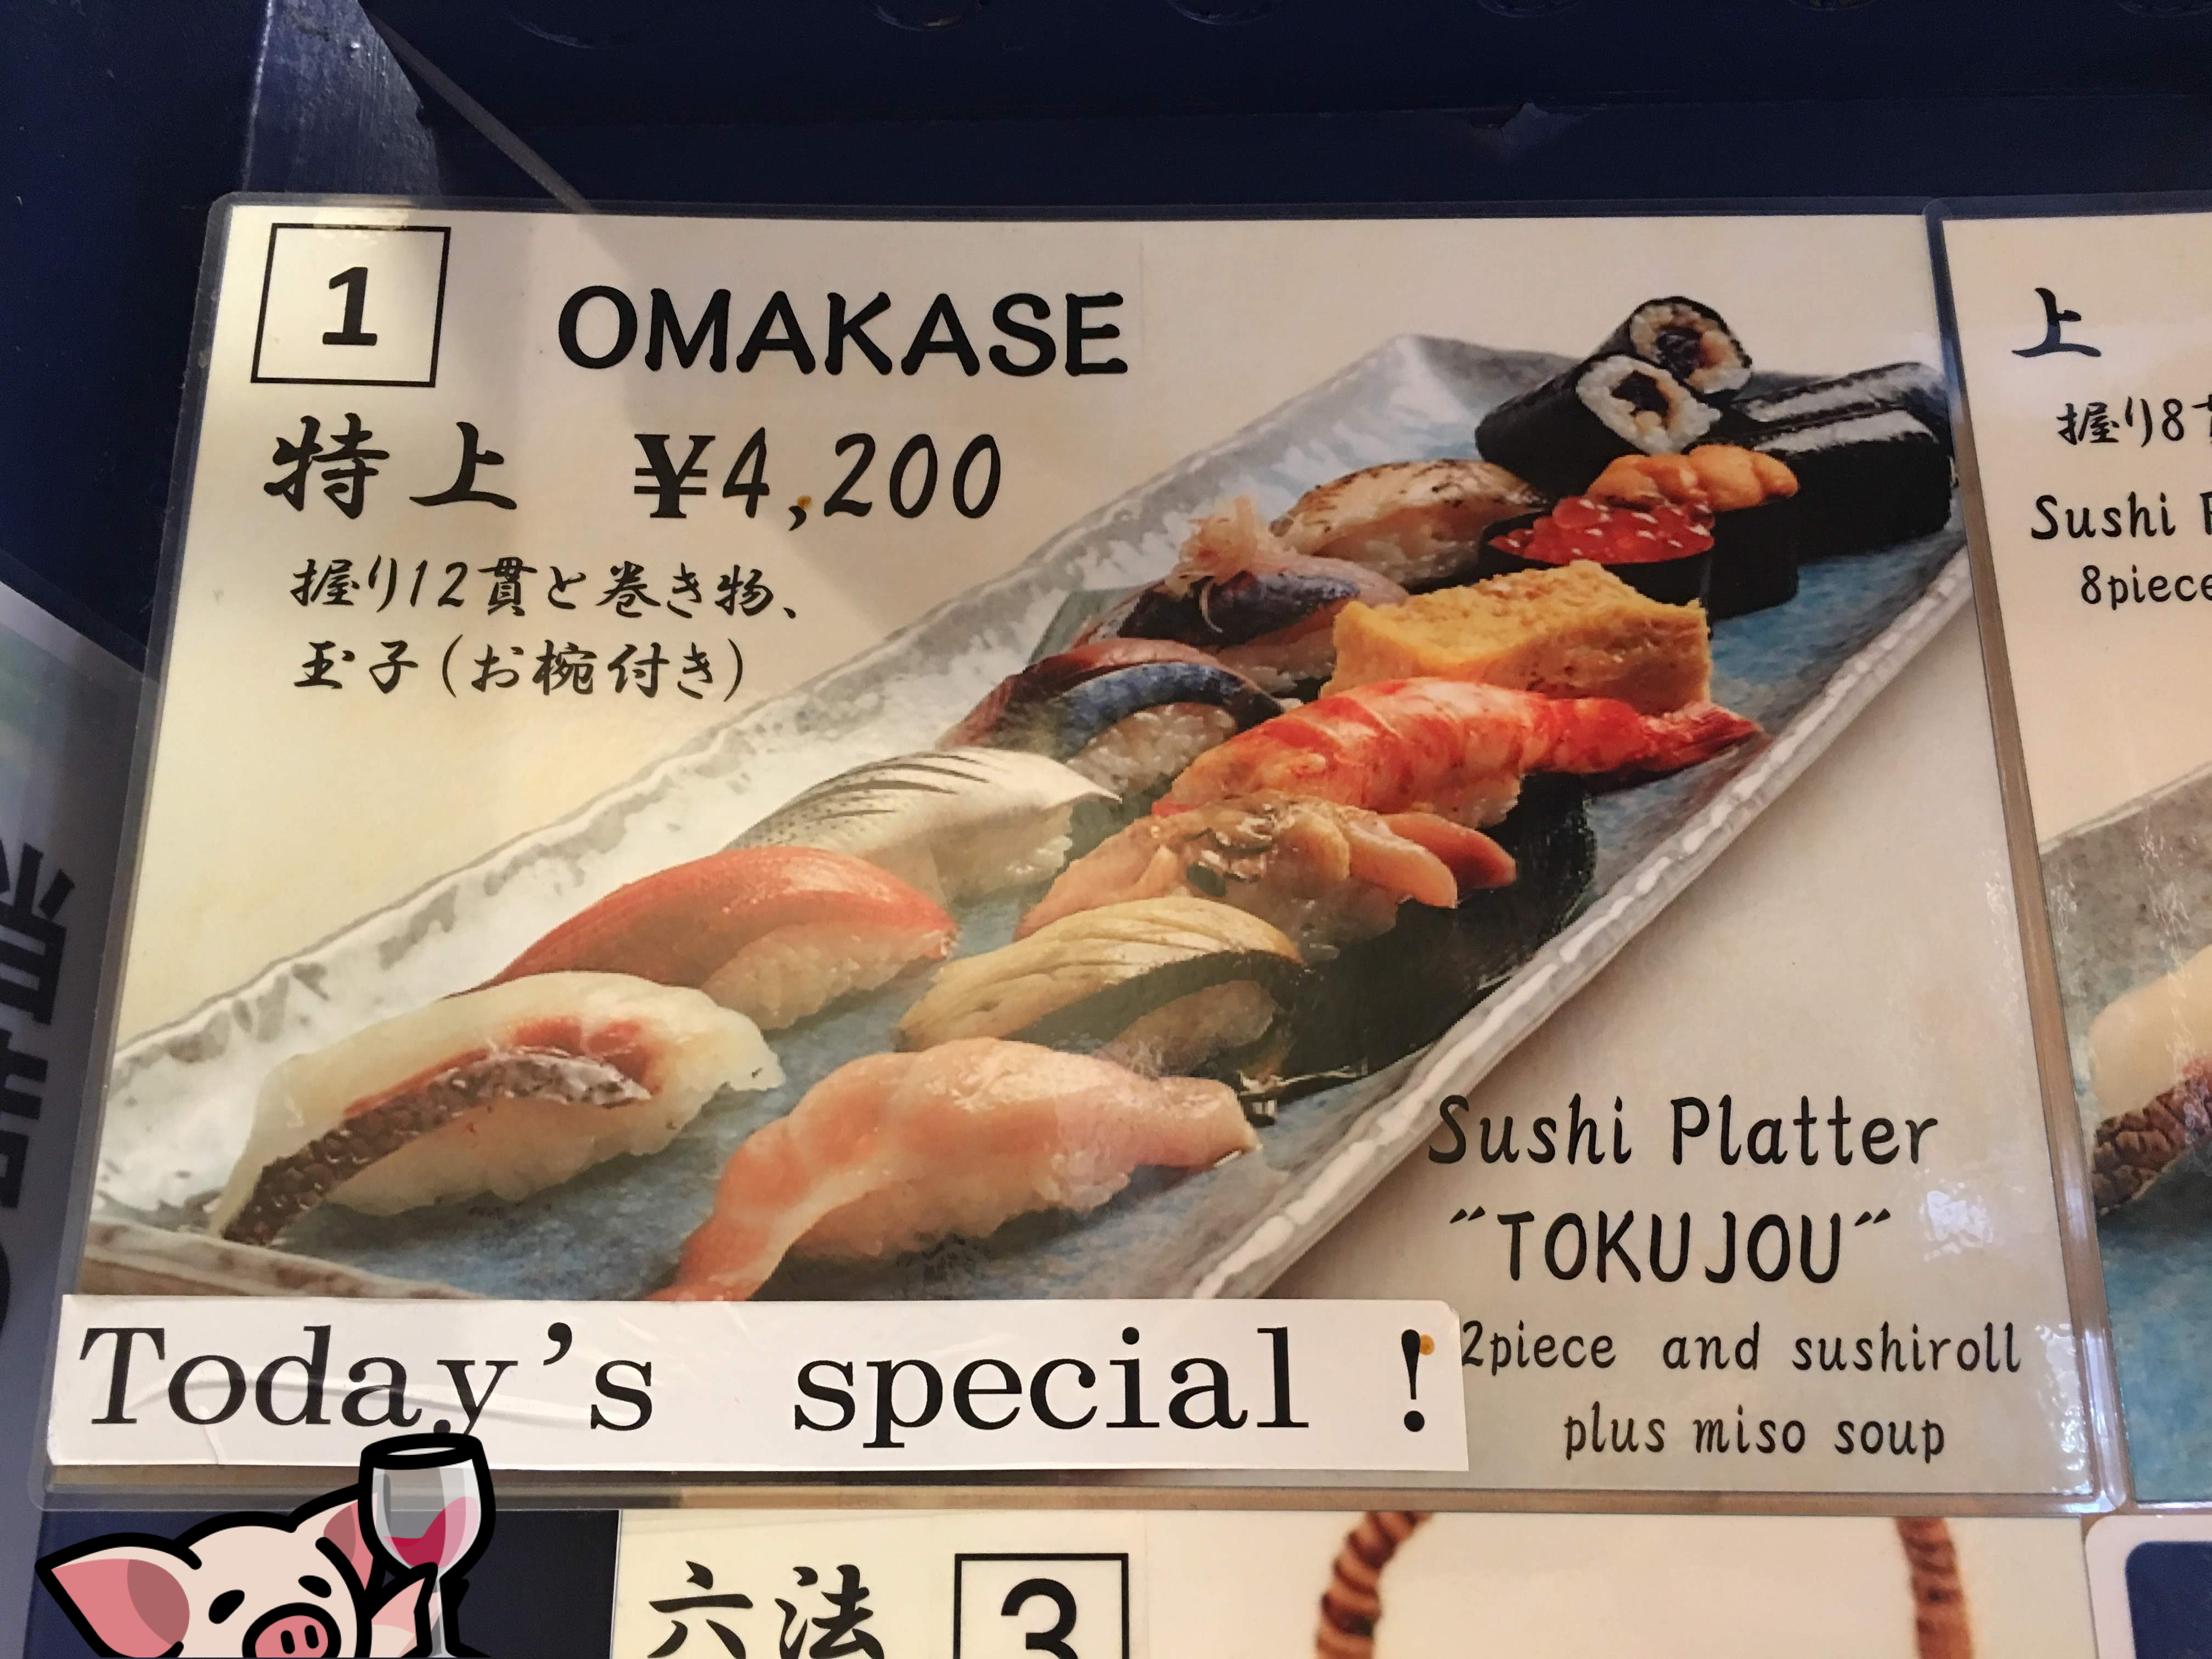 1 OMAKASE
特上 ¥4,200
握り12貫と巻き物、
玉子(お椀付き)
Sushi Platter
"TOKUJOU"
2piece and sushiroll
plus miso soup
Today's special !
上
握り8
Sushi
8piece
六法 3